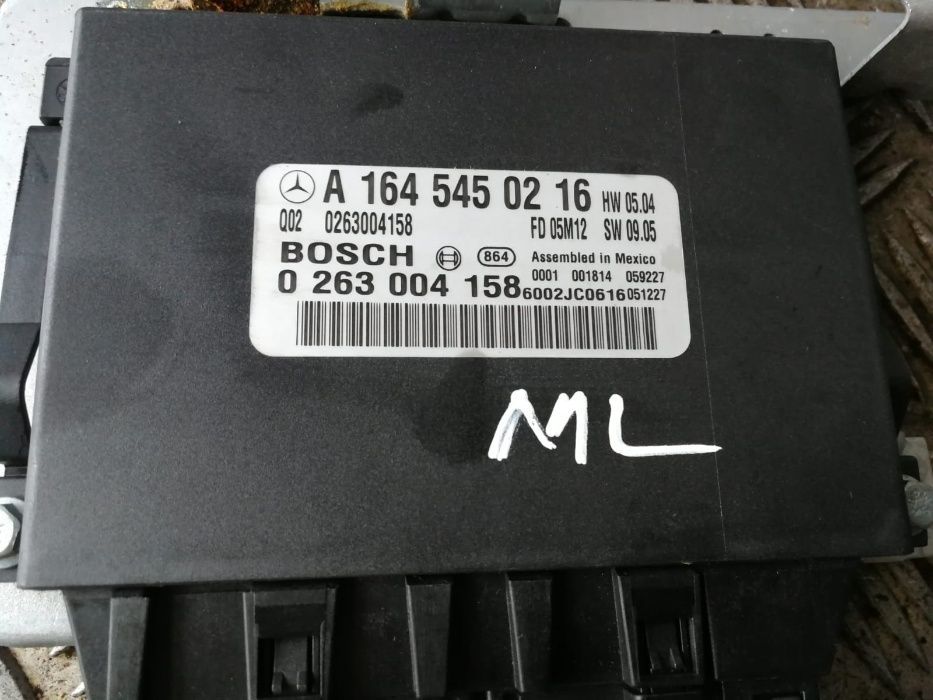 A 164 545 02 16 HW 05.04
Q02 0263004158 FD 05M12 SW 09.05
BOSCH 864 Assembled in Mexico
0001 001814 059227
0 263 004 158 6002JC0616 051227
ML